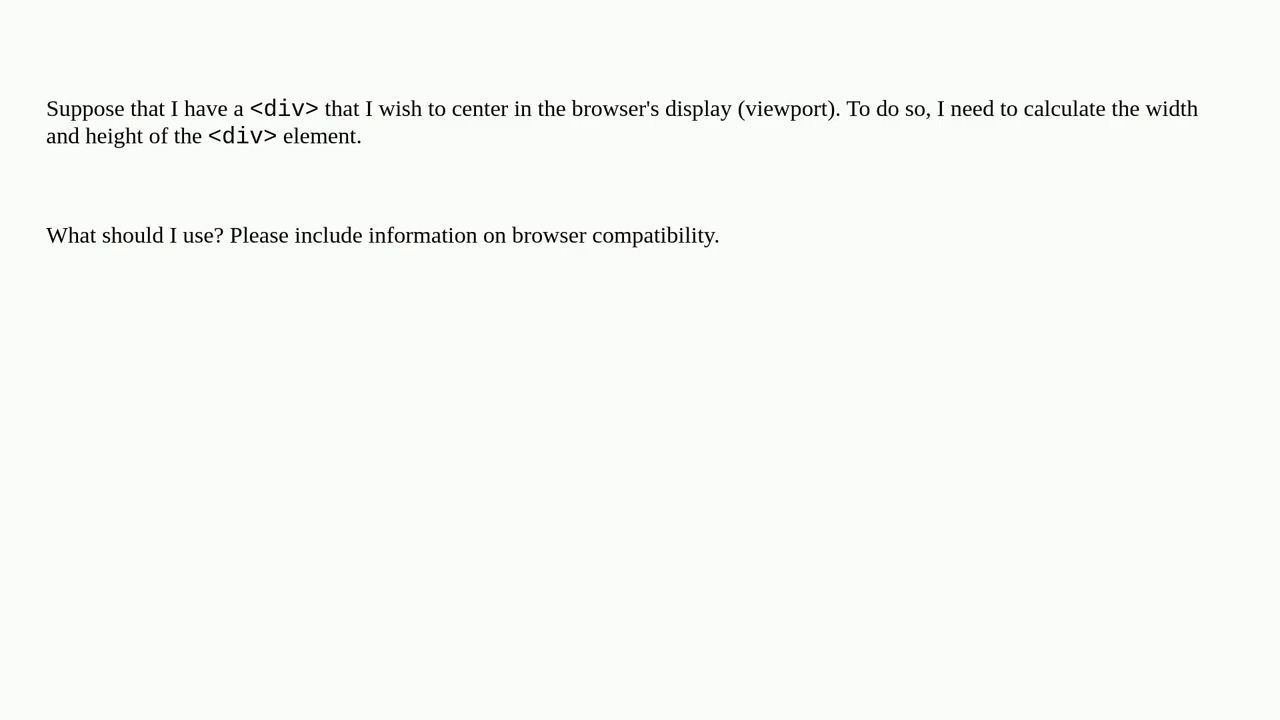 Suppose that I have a <div> that I wish to center in the browser's display (viewport). To do so, I need to calculate the width
and height of the <div> element.
What should I use? Please include information on browser compatibility.